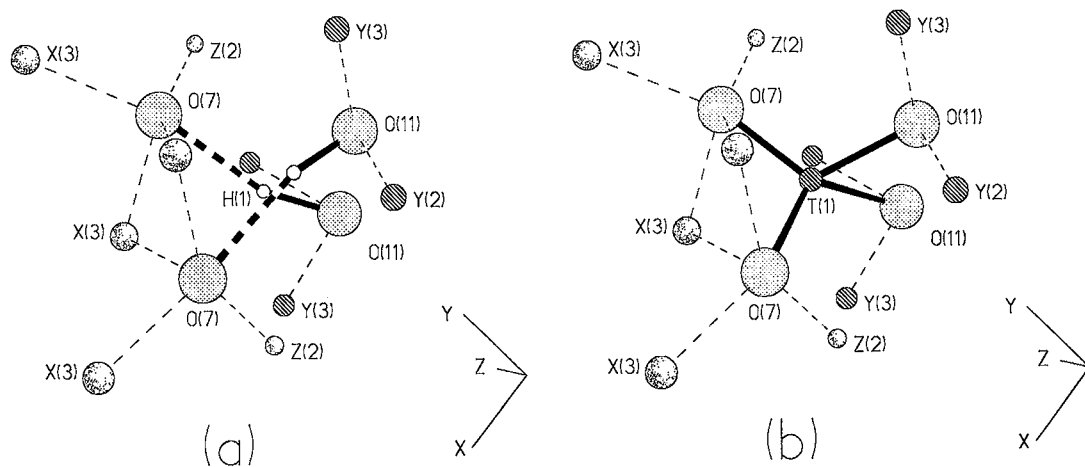 X(3)
Z(2)
Y(3)
O(7)
O(11)
H(1)
Y(2)
X(3)
O(11)
O(7)
Y(3)
Z(2)
X(3)
Y
Z
X
(a)
X(3)
Z(2)
Y(3)
O(7)
O(11)
T(1)
Y(2)
X(3)
O(11)
O(7)
Y(3)
Z(2)
X(3)
Y
Z
X
(b)